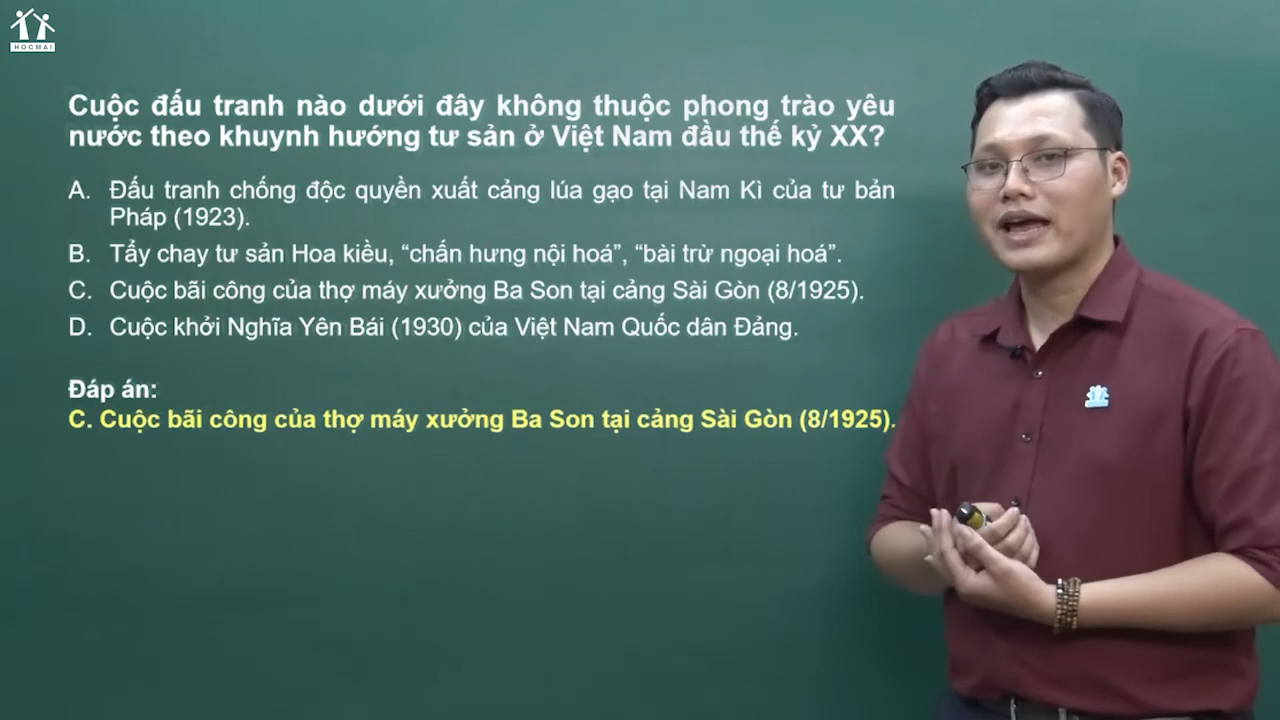 HOCMAI
Cuộc đấu tranh nào dưới đây không thuộc phong trào yêu
nước theo khuynh hướng tư sản ở Việt Nam đầu thế kỷ XX?
A. Đấu tranh chống độc quyền xuất cảng lúa gạo tại Nam Kì của tư bản
Pháp (1923).
B. Tẩy chay tư sản Hoa kiều, “chấn hưng nội hoá”, “bài trừ ngoại hoá”.
C. Cuộc bãi công của thợ máy xưởng Ba Son tại cảng Sài Gòn (8/1925).
D. Cuộc khởi Nghĩa Yên Bái (1930) của Việt Nam Quốc dân Đảng.
Đáp án:
C. Cuộc bãi công của thợ máy xưởng Ba Son tại cảng Sài Gòn (8/1925).